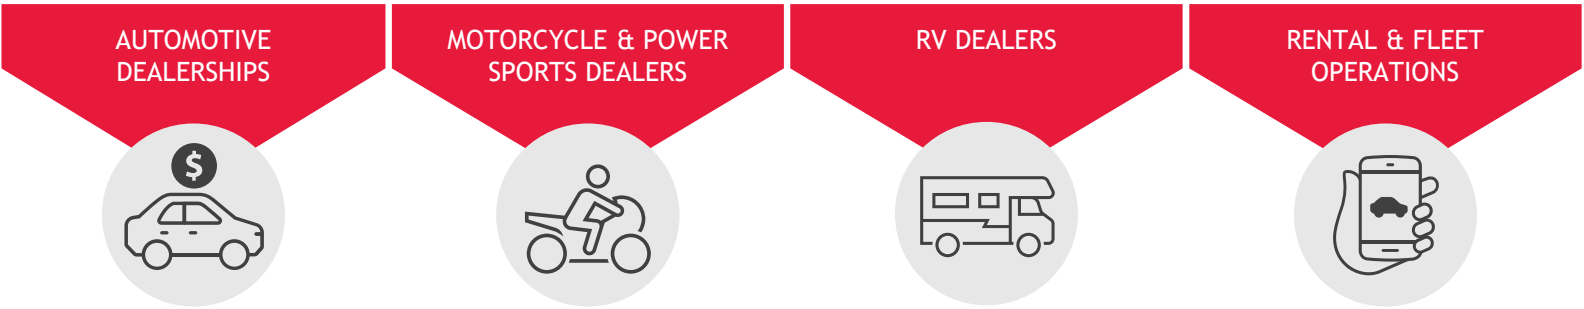 AUTOMOTIVE
DEALERSHIPS
MOTORCYCLE & POWER
SPORTS DEALERS
RV DEALERS
RENTAL & FLEET
OPERATIONS
$